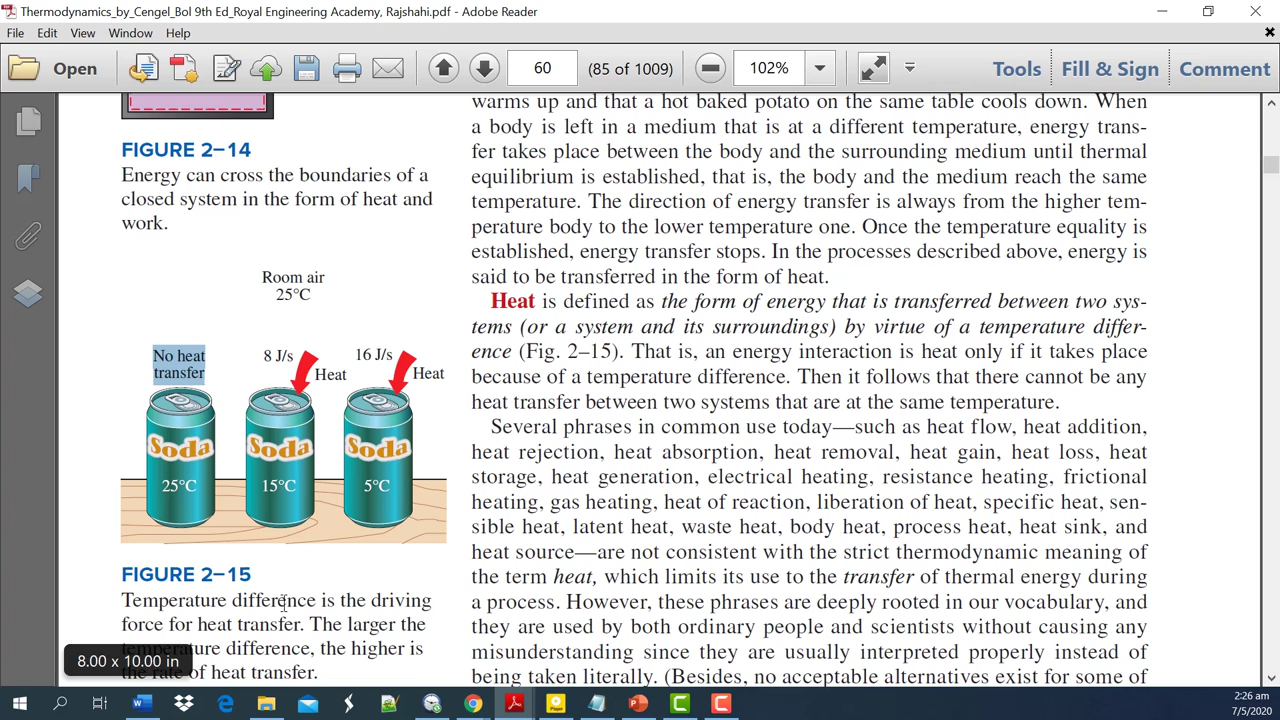 Thermodynamics_by_Cengel_Bol 9th Ed_Royal Engineering Academy, Rajshahi.pdf - Adobe Reader
File Edit View Window Help
Open
60
(85 of 1009)
102%
Tools
Fill & Sign
Comment
FIGURE 2–14
Energy can cross the boundaries of a
closed system in the form of heat and
work.
Room air
25°C
No heat
transfer
8 J/s
Heat
16 J/s
Heat
Soda
25°C
Soda
15°C
Soda
5°C
FIGURE 2–15
Temperature difference is the driving
force for heat transfer. The larger the
temperature difference, the higher is
the rate of heat transfer.
8.00 x 10.00 in
warms up and that a hot baked potato on the same table cools down. When
a body is left in a medium that is at a different temperature, energy trans-
fer takes place between the body and the surrounding medium until thermal
equilibrium is established, that is, the body and the medium reach the same
temperature. The direction of energy transfer is always from the higher tem-
perature body to the lower temperature one. Once the temperature equality is
established, energy transfer stops. In the processes described above, energy is
said to be transferred in the form of heat.
Heat is defined as the form of energy that is transferred between two sys-
tems (or a system and its surroundings) by virtue of a temperature differ-
ence (Fig. 2–15). That is, an energy interaction is heat only if it takes place
because of a temperature difference. Then it follows that there cannot be any
heat transfer between two systems that are at the same temperature.
Several phrases in common use today—such as heat flow, heat addition,
heat rejection, heat absorption, heat removal, heat gain, heat loss, heat
storage, heat generation, electrical heating, resistance heating, frictional
heating, gas heating, heat of reaction, liberation of heat, specific heat, sen-
sible heat, latent heat, waste heat, body heat, process heat, heat sink, and
heat source—are not consistent with the strict thermodynamic meaning of
the term heat, which limits its use to the transfer of thermal energy during
a process. However, these phrases are deeply rooted in our vocabulary, and
they are used by both ordinary people and scientists without causing any
misunderstanding since they are usually interpreted properly instead of
being taken literally. (Besides, no acceptable alternatives exist for some of
2:26 am
7/5/2020